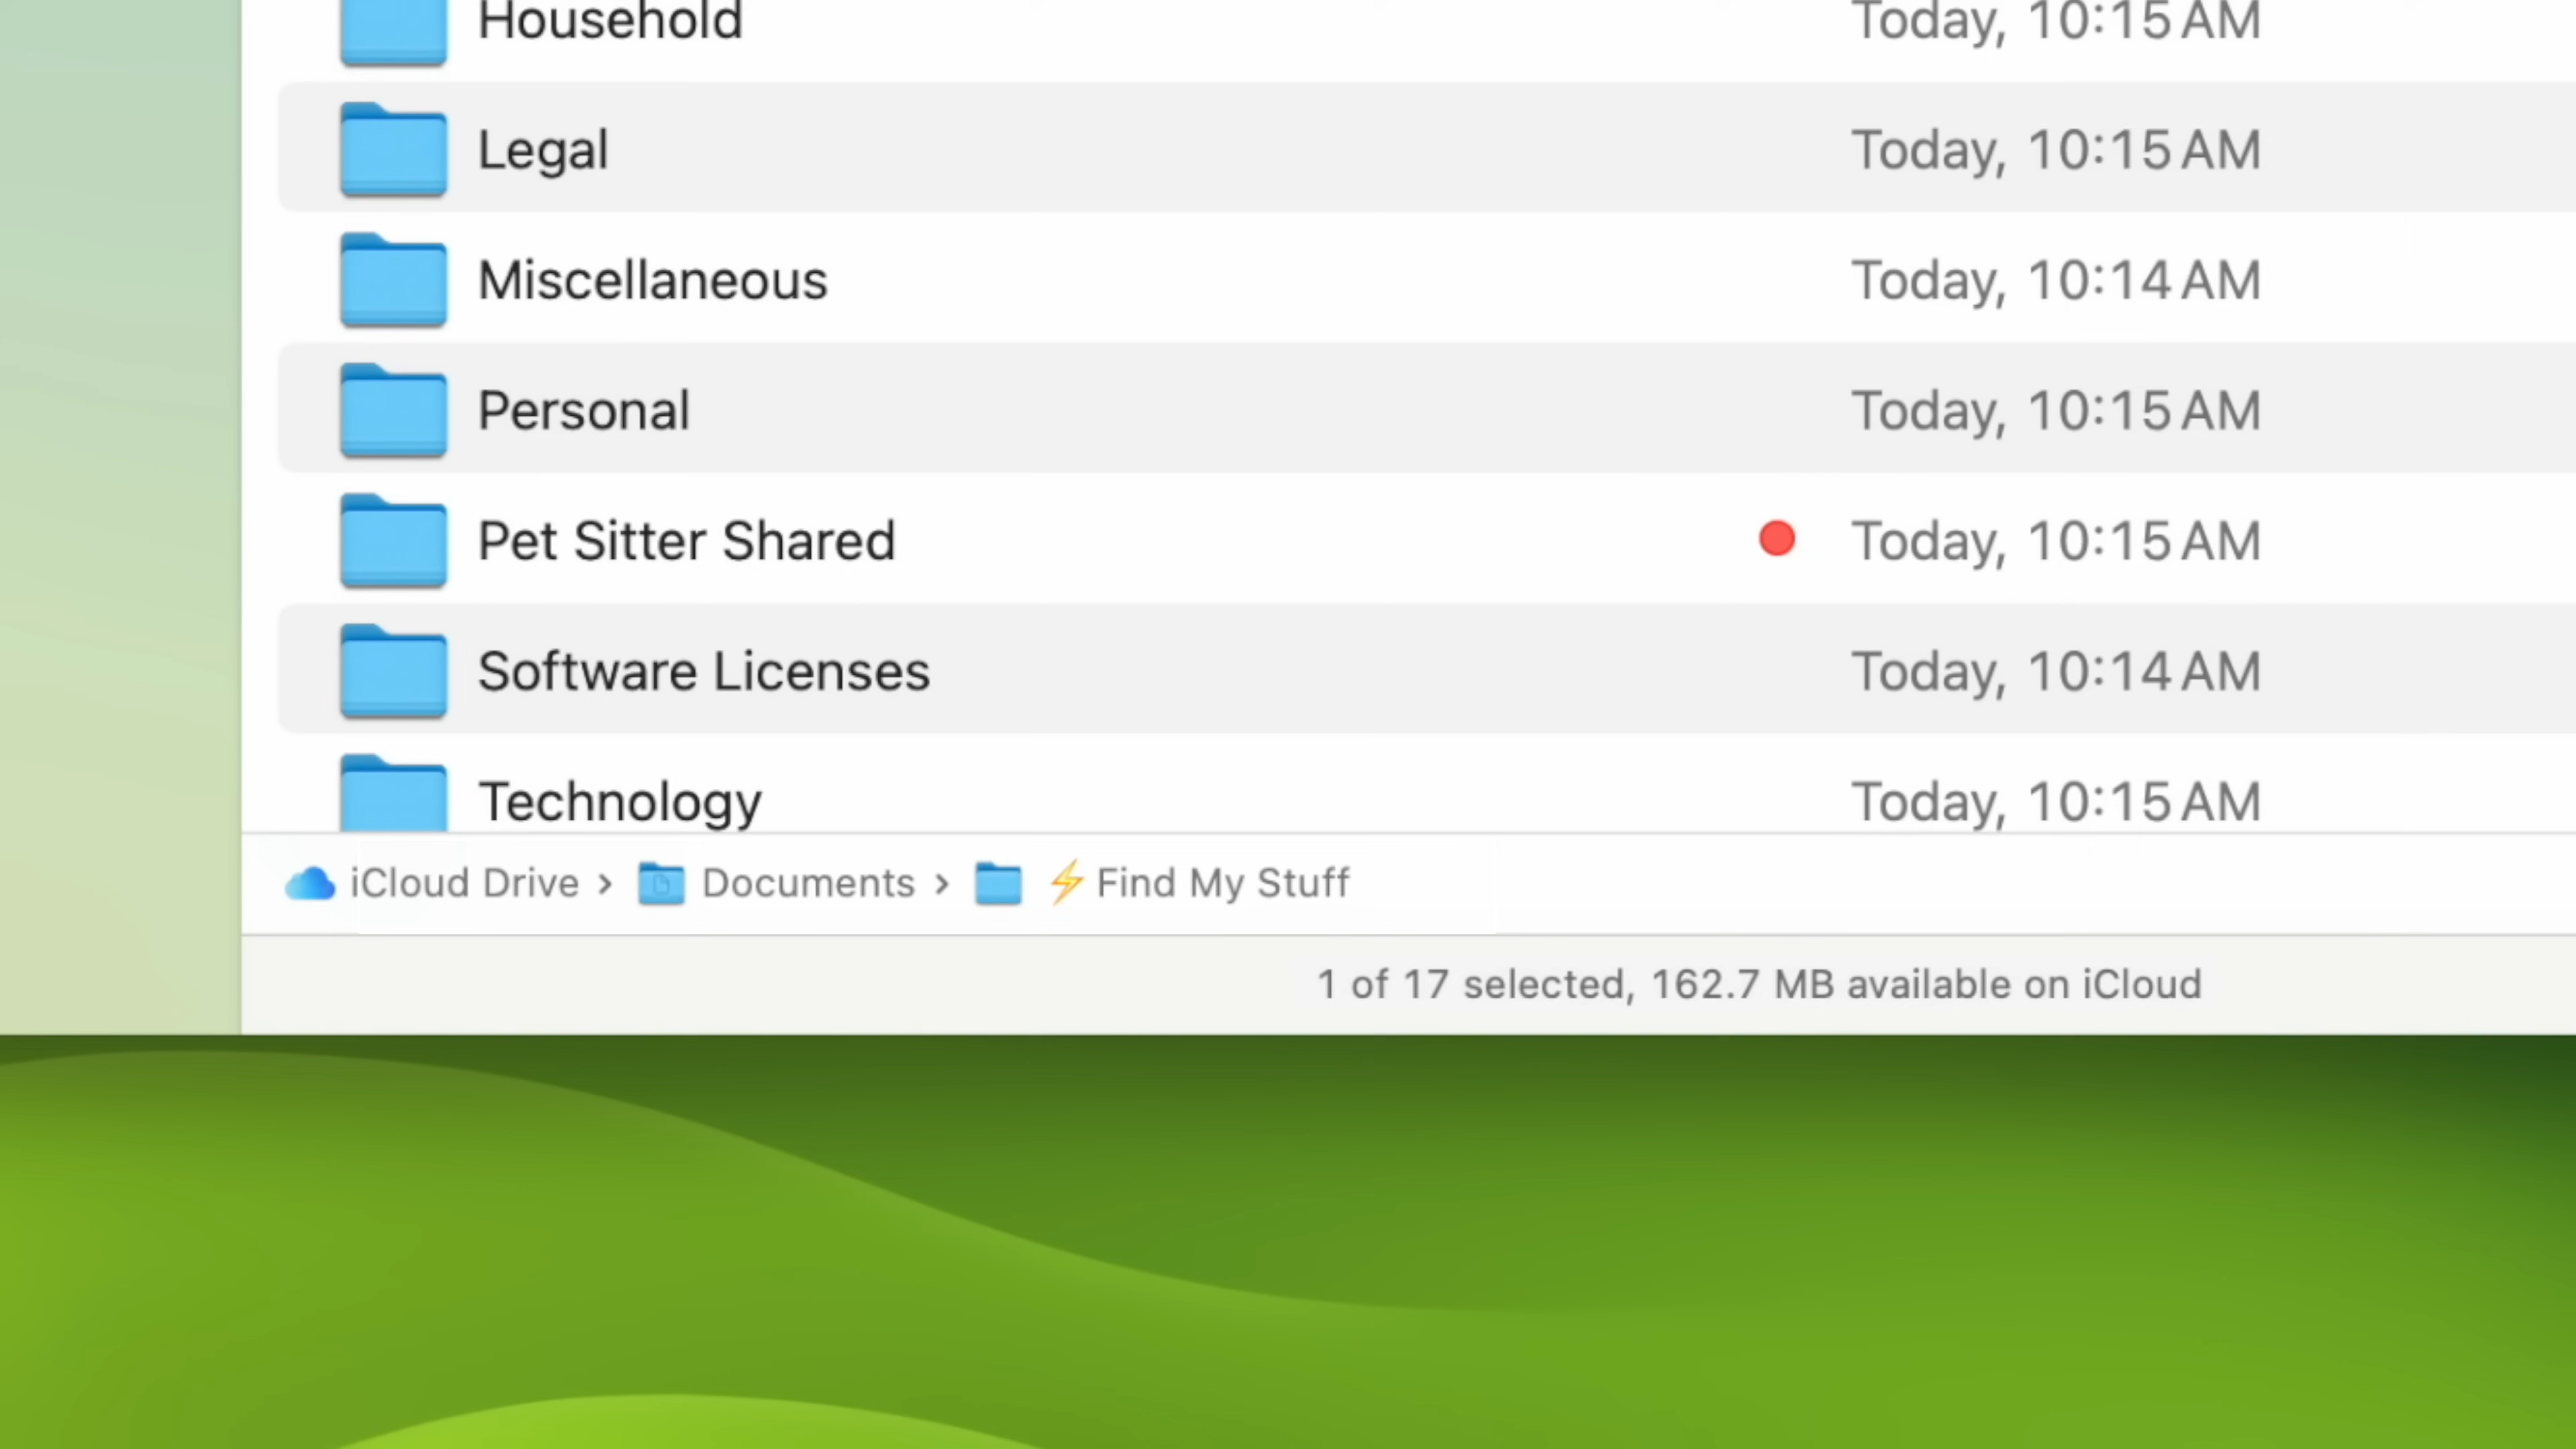 Household Today, 10:15 AM
Legal Today, 10:15 AM
Miscellaneous Today, 10:14 AM
Personal Today, 10:15 AM
Pet Sitter Shared Today, 10:15 AM
Software Licenses Today, 10:14 AM
Technology Today, 10:15 AM
iCloud Drive › Documents › ⚡Find My Stuff
1 of 17 selected, 162.7 MB available on iCloud